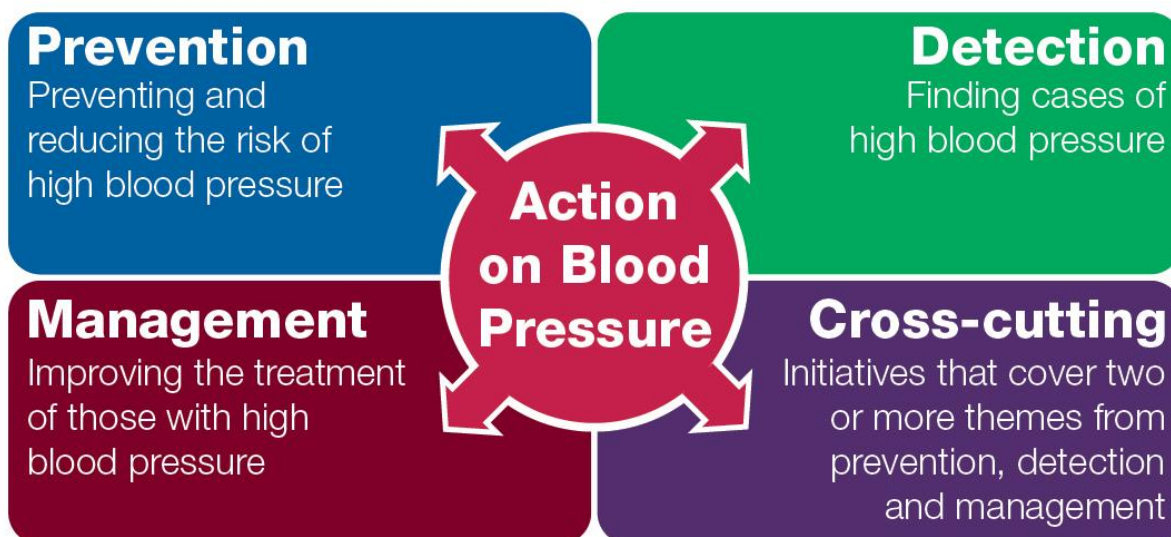 Prevention
Preventing and
reducing the risk of
high blood pressure
Detection
Finding cases of
high blood pressure
Action
on Blood
Pressure
Management
Improving the treatment
of those with high
blood pressure
Cross-cutting
Initiatives that cover two
or more themes from
prevention, detection
and management